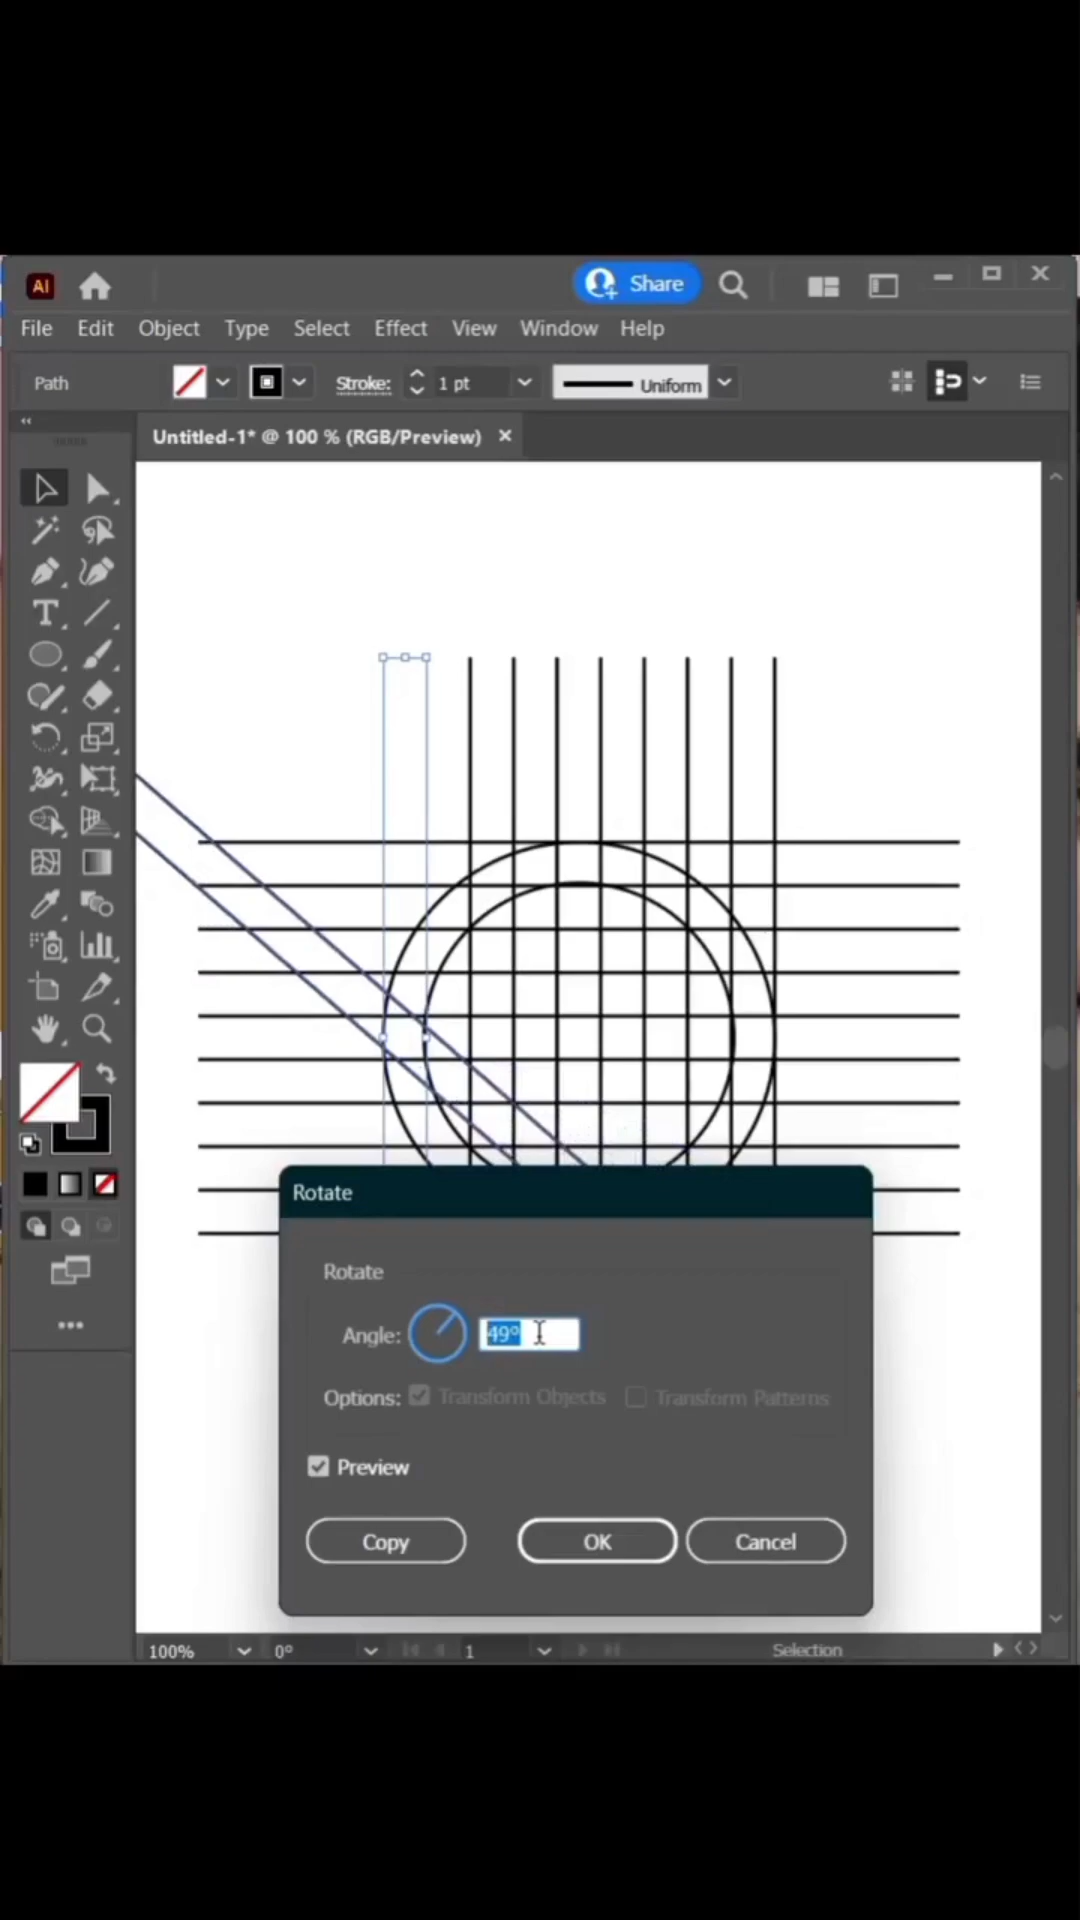 Ai
Share
File Edit Object Type Select Effect View Window Help
Path
Stroke: 1 pt Uniform
Untitled-1* @ 100 % (RGB/Preview) ×
Rotate
Rotate
Angle: 49°
Options: Transform Objects Transform Patterns
Preview
Copy OK Cancel
100% 0° 1 Selection